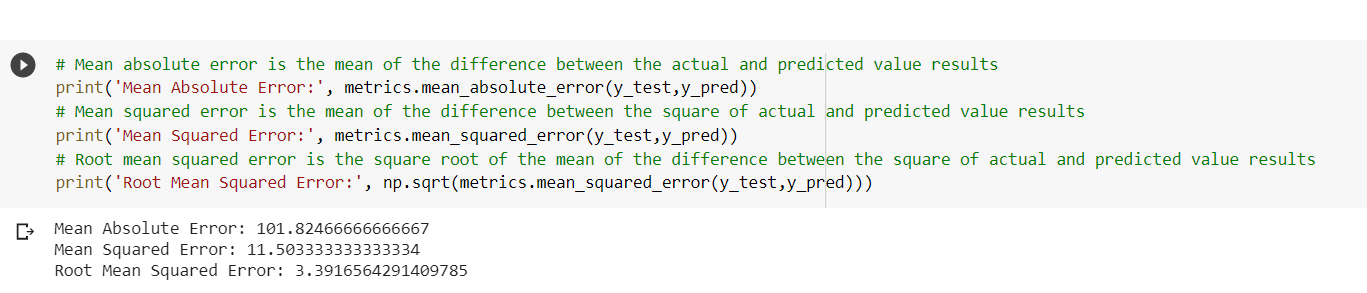 # Mean absolute error is the mean of the difference between the actual and predicted value results
print('Mean Absolute Error:', metrics.mean_absolute_error(y_test,y_pred))
# Mean squared error is the mean of the difference between the square of actual and predicted value results
print('Mean Squared Error:', metrics.mean_squared_error(y_test,y_pred))
# Root mean squared error is the square root of the mean of the difference between the square of actual and predicted value results
print('Root Mean Squared Error:', np.sqrt(metrics.mean_squared_error(y_test,y_pred)))
Mean Absolute Error: 101.82466666666667
Mean Squared Error: 11.503333333333334
Root Mean Squared Error: 3.3916564291409785